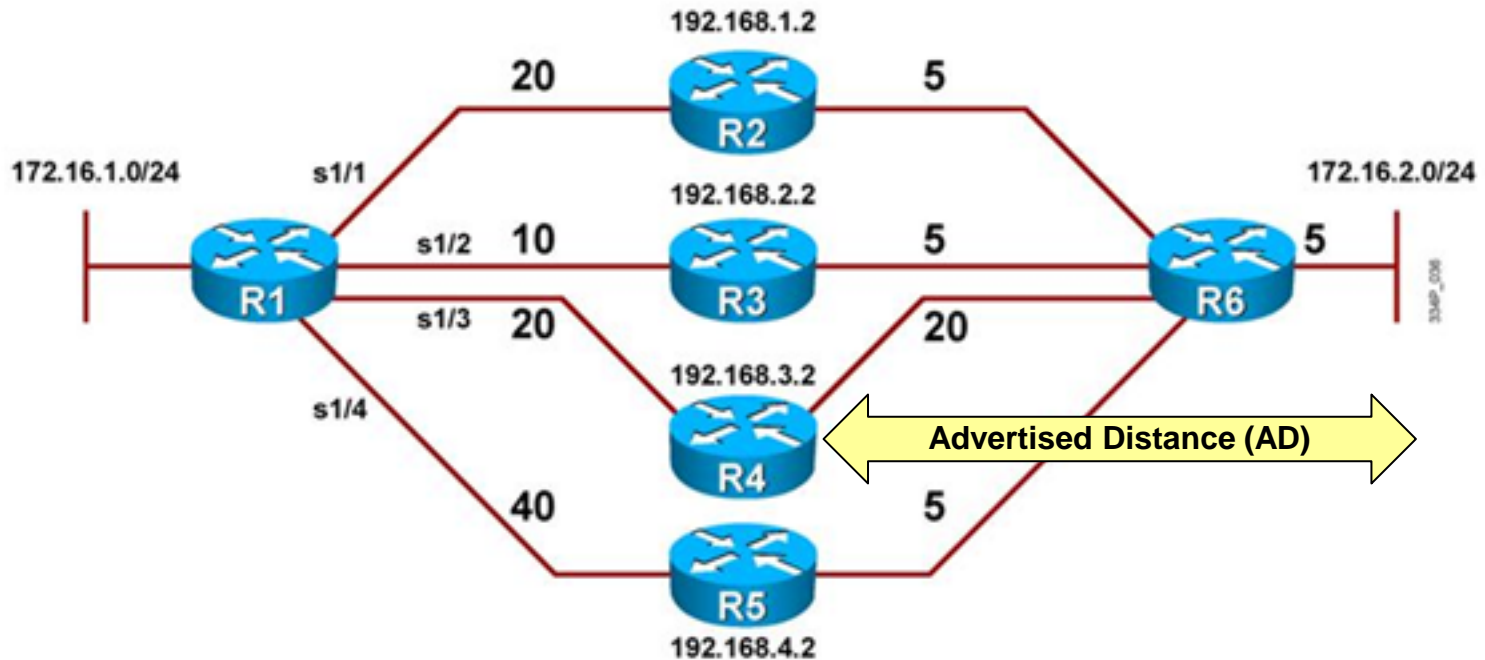 192.168.1.2
20
5
R2
172.16.1.0/24
s1/1
192.168.2.2
172.16.2.0/24
s1/2
10
5
5
R1
R3
R6
334P_036
s1/3
20
20
192.168.3.2
s1/4
Advertised Distance (AD)
R4
40
5
R5
192.168.4.2